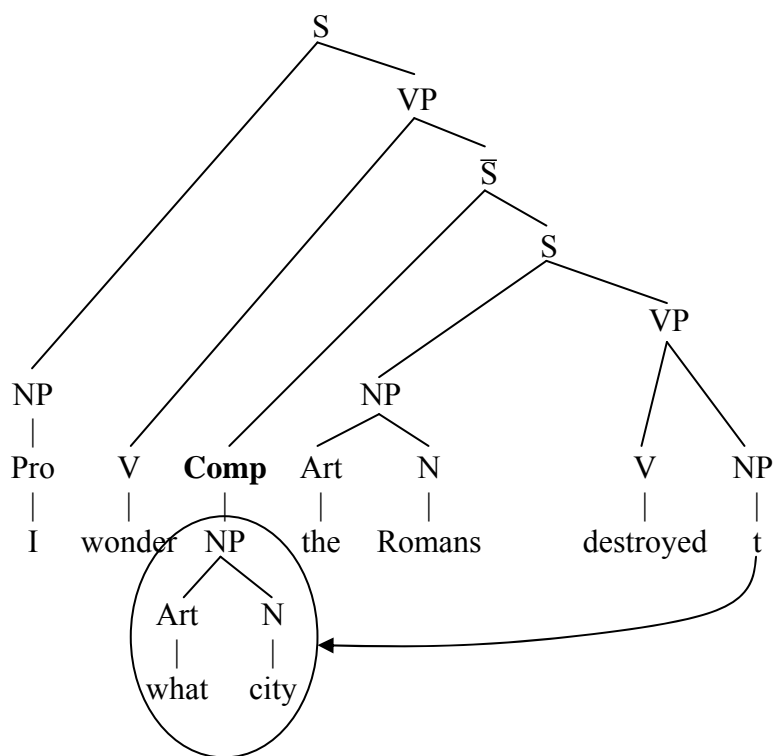 S
VP
S̅
S
VP
NP NP
Pro V Comp Art N V NP
I wonder NP the Romans destroyed t
Art N
what city